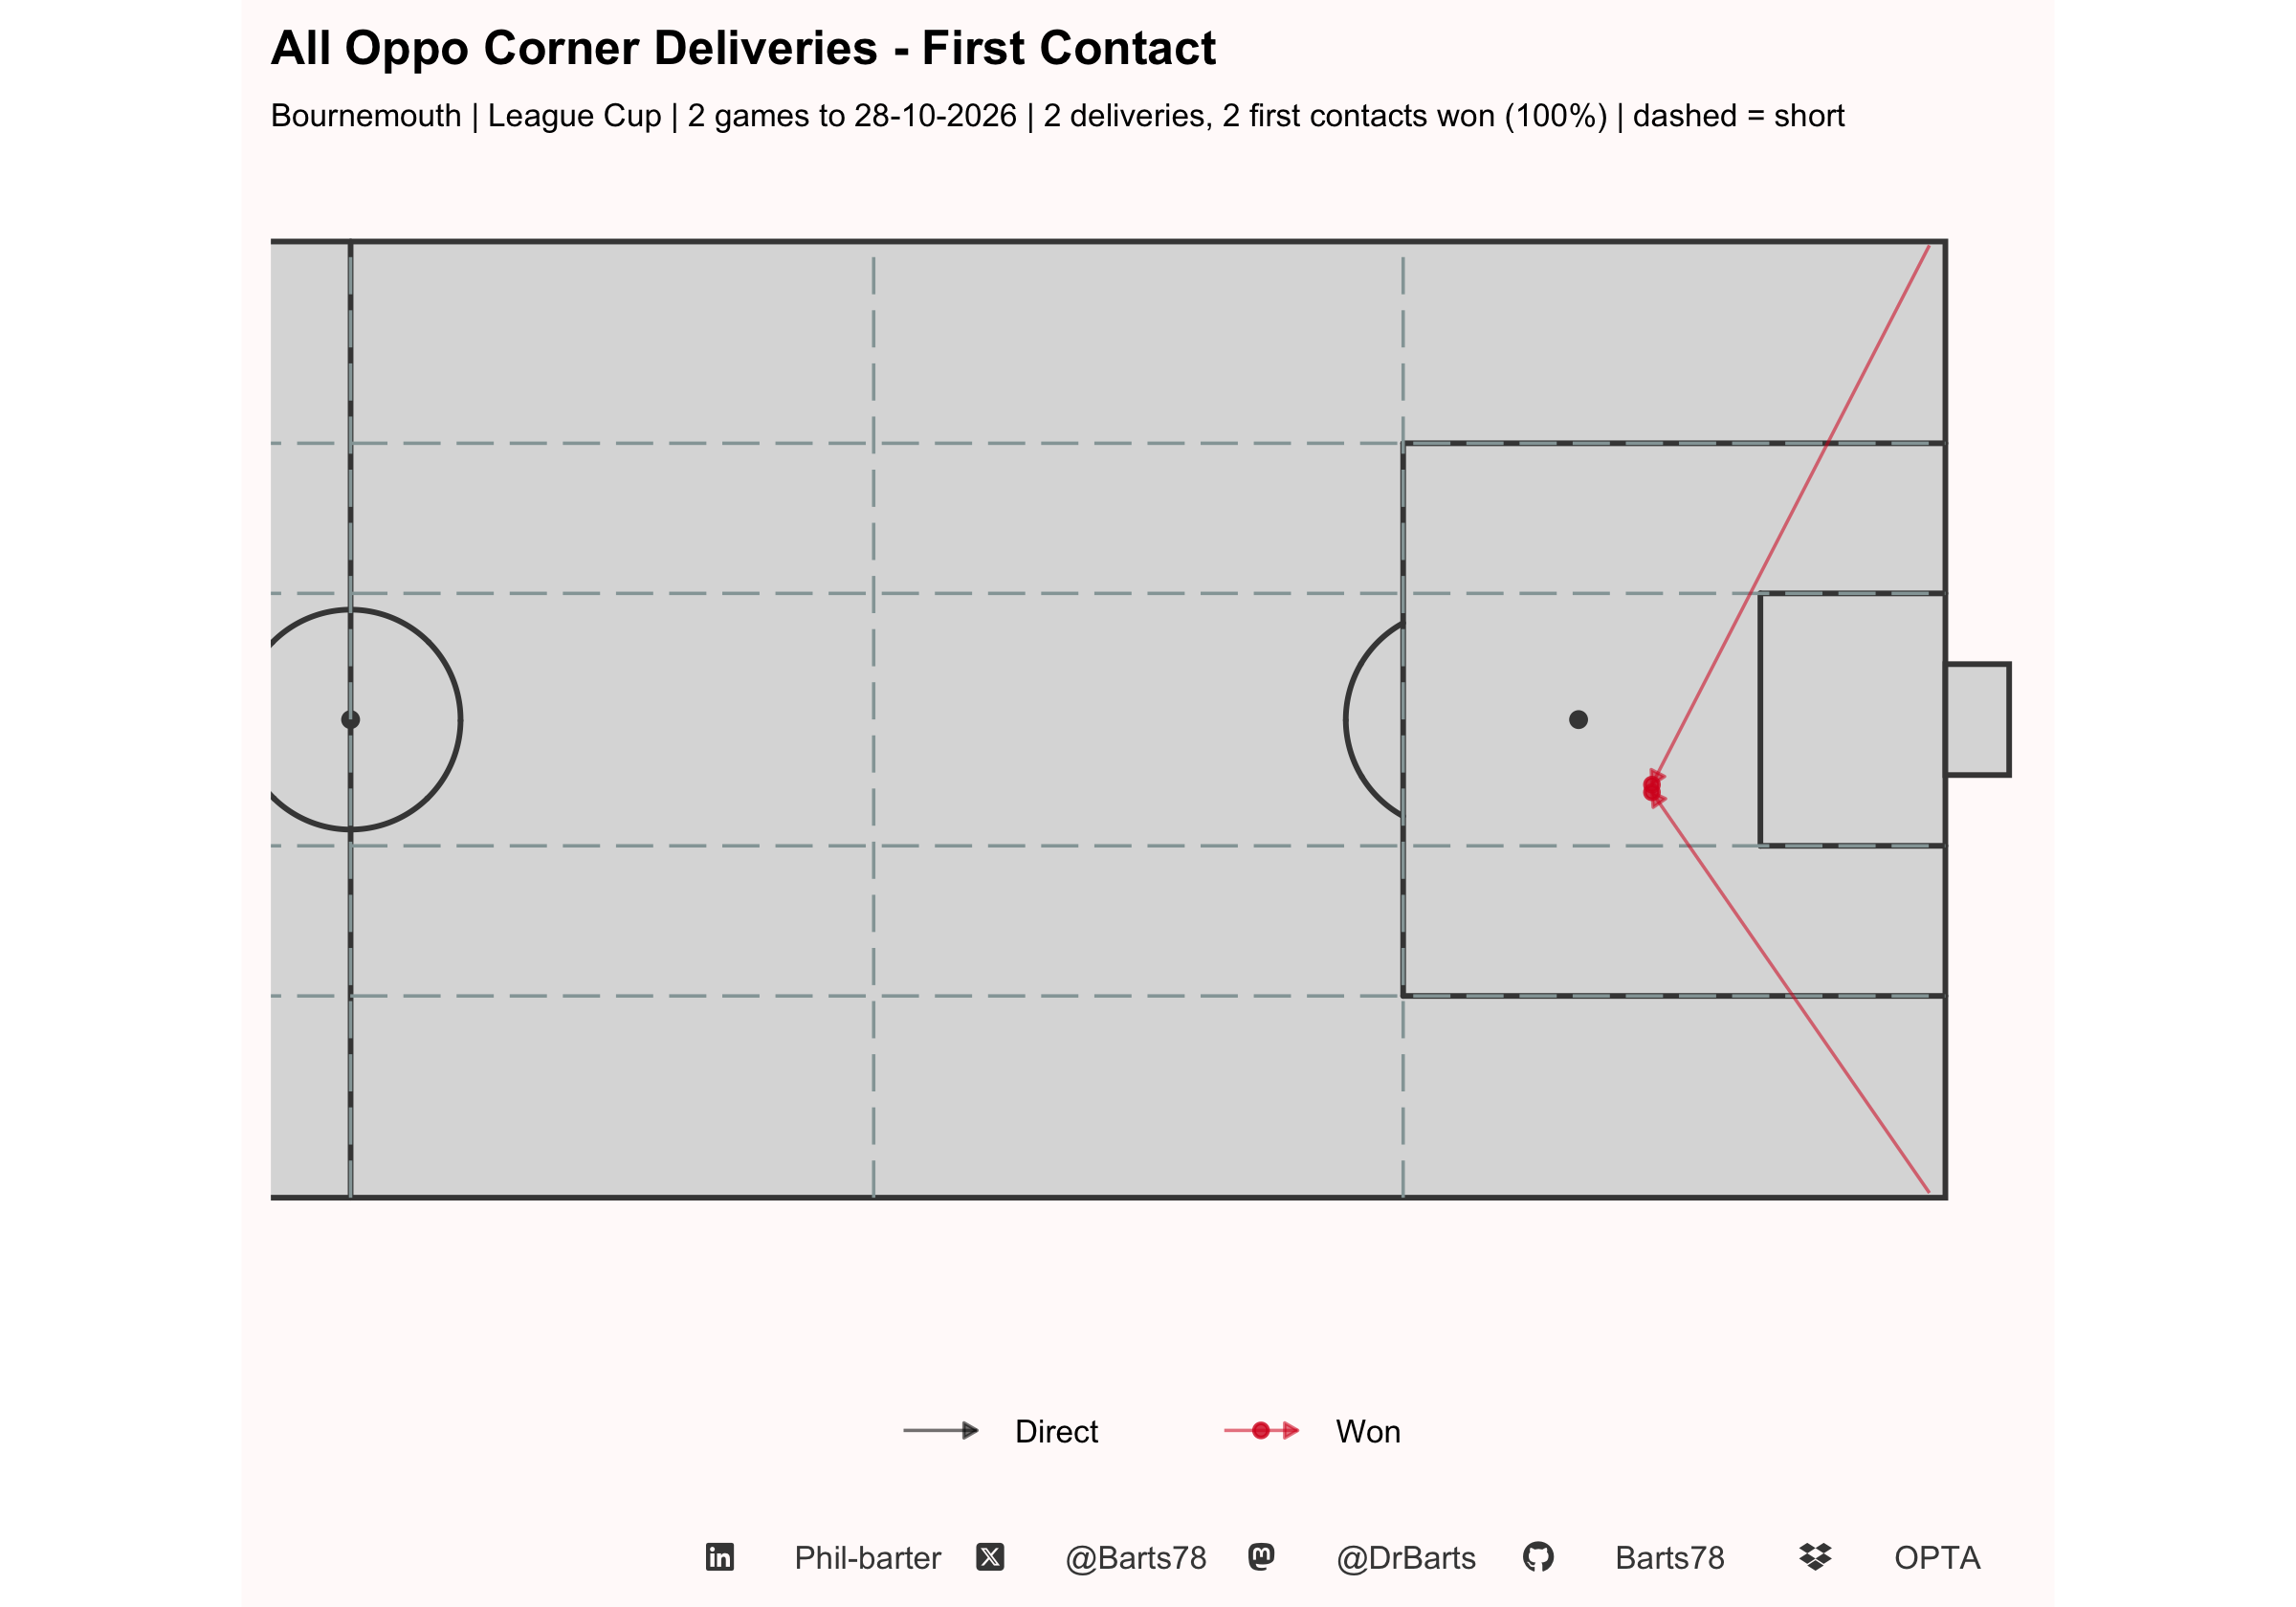 All Oppo Corner Deliveries - First Contact
Bournemouth | League Cup | 2 games to 28-10-2026 | 2 deliveries, 2 first contacts won (100%) | dashed = short
Direct Won
Phil-barter @Barts78 @DrBarts Barts78 OPTA